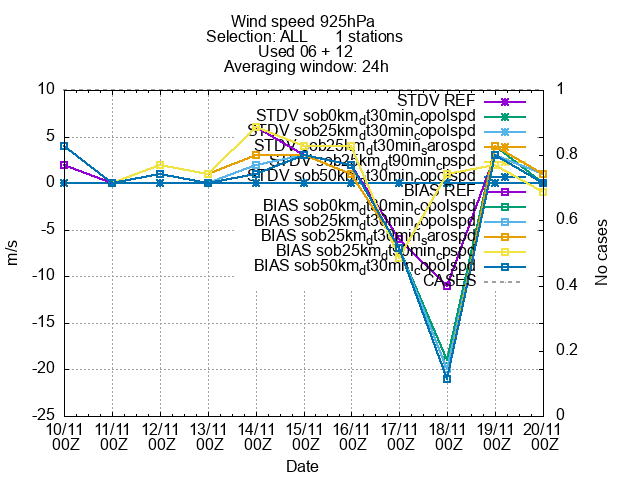 Wind speed 925hPa
Selection: ALL 1 stations
Used 06 + 12
Averaging window: 24h
10
5
0
-5
-10
-15
-20
-25
m/s
1
0.8
0.6
0.4
0.2
0
No cases
STDV REF
STDV sob0km_dt30min_copolspd
STDV sob25km_dt30min_copolspd
STDV sob25km_dt30min_sarospd
STDV sob25km_dt90min_cpspd
STDV sob50km_dt30min_copolspd
BIAS REF
BIAS sob0km_dt30min_copolspd
BIAS sob25km_dt30min_copolspd
BIAS sob25km_dt30min_sarospd
BIAS sob25km_dt90min_cpspd
BIAS sob50km_dt30min_copolspd
CASES
10/11 11/11 12/11 13/11 14/11 15/11 16/11 17/11 18/11 19/11 20/11
00Z 00Z 00Z 00Z 00Z 00Z 00Z 00Z 00Z 00Z 00Z
Date